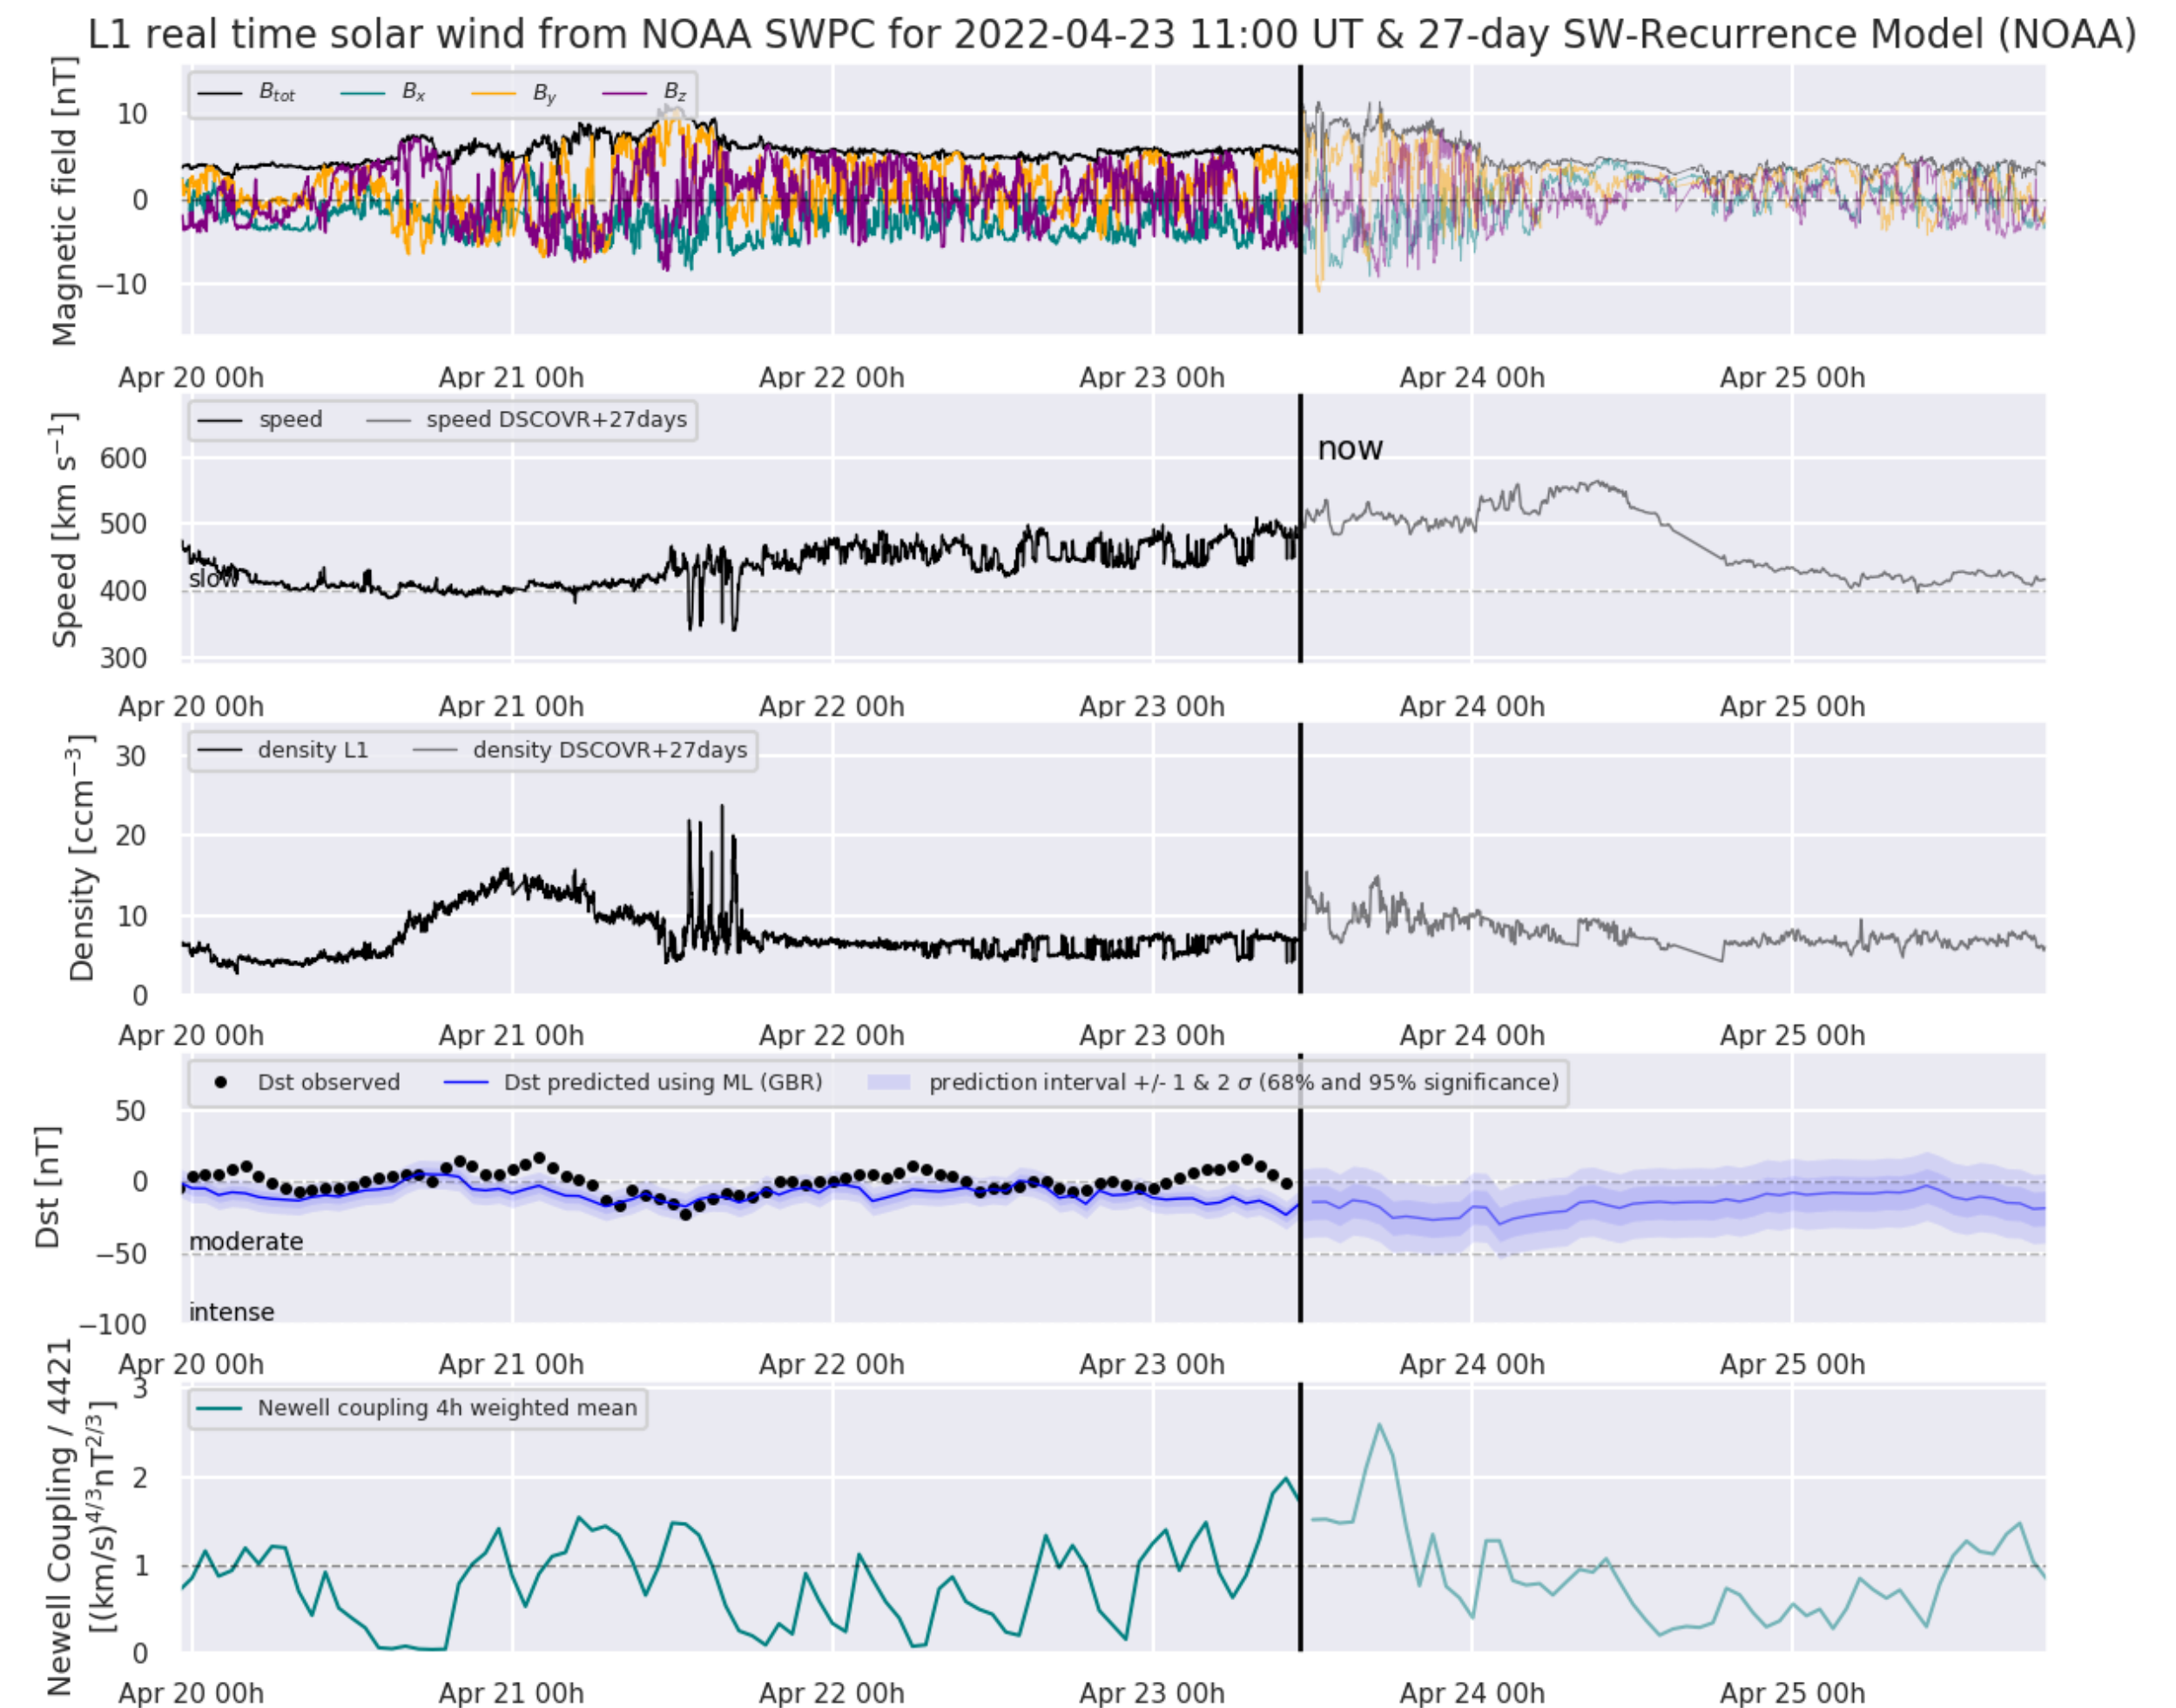 L1 real time solar wind from NOAA SWPC for 2022-04-23 11:00 UT & 27-day SW-Recurrence Model (NOAA)
Magnetic field [nT]
B_tot B_x B_y B_z
10
0
−10
Apr 20 00h Apr 21 00h Apr 22 00h Apr 23 00h Apr 24 00h Apr 25 00h
Speed [km s⁻¹]
speed speed DSCOVR+27days
now
600
500
slow
400
300
Apr 20 00h Apr 21 00h Apr 22 00h Apr 23 00h Apr 24 00h Apr 25 00h
Density [ccm⁻³]
density L1 density DSCOVR+27days
30
20
10
0
Apr 20 00h Apr 21 00h Apr 22 00h Apr 23 00h Apr 24 00h Apr 25 00h
Dst [nT]
Dst observed Dst predicted using ML (GBR) prediction interval +/- 1 & 2 σ (68% and 95% significance)
50
0
moderate
−50
intense
−100
Apr 20 00h Apr 21 00h Apr 22 00h Apr 23 00h Apr 24 00h Apr 25 00h
Newell Coupling / 4421
[(km/s)^4/3 nT^2/3]
Newell coupling 4h weighted mean
3
2
1
0
Apr 20 00h Apr 21 00h Apr 22 00h Apr 23 00h Apr 24 00h Apr 25 00h